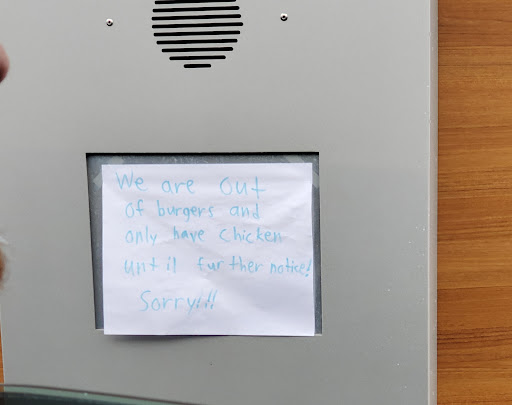 We are out
of burgers and
only have chicken
until further notice!
Sorry!!!